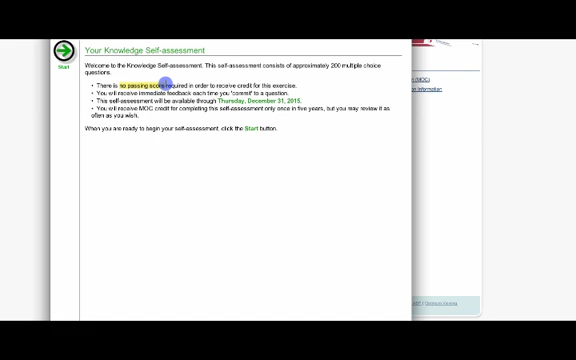 Your Knowledge Self-assessment
Start
Welcome to the Knowledge Self-assessment. This self-assessment consists of approximately 200 multiple choice
questions.
• There is no passing score required in order to receive credit for this exercise.
• You will receive immediate feedback each time you 'commit' to a question.
• This self-assessment will be available through Thursday, December 31, 2015.
• You will receive MOC credit for completing this self-assessment only once in five years, but you may review it as
often as you wish.
When you are ready to begin your self-assessment, click the Start button.
(MOC)